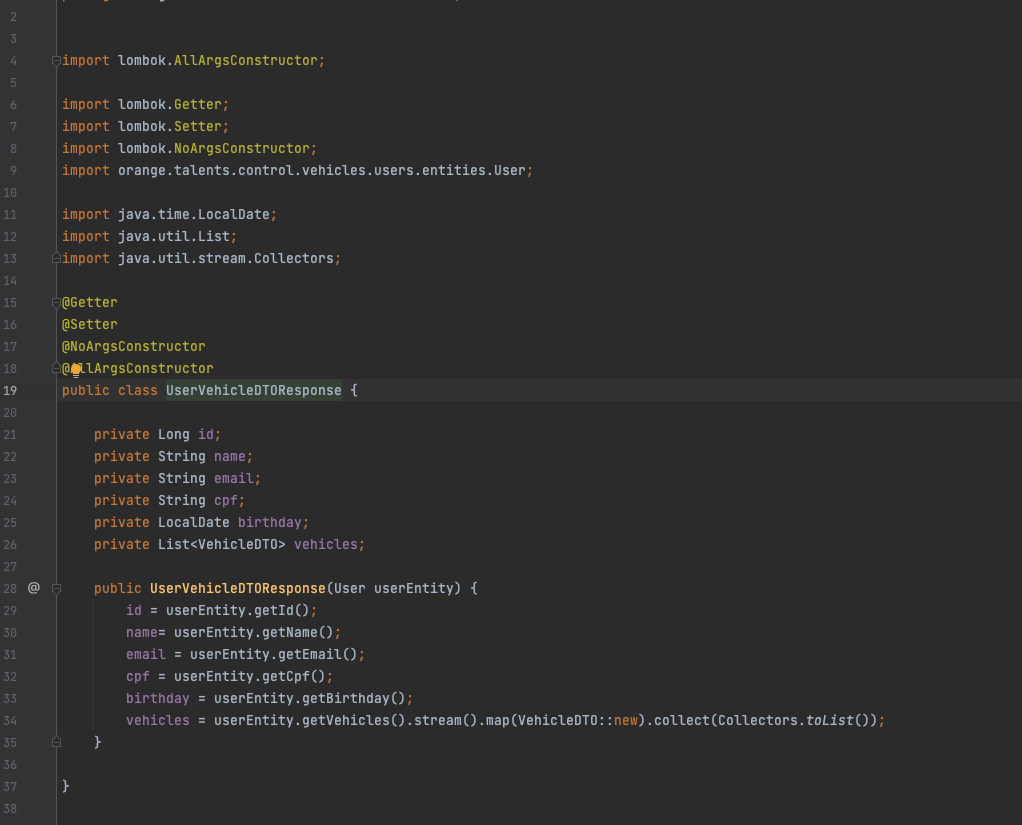 2
3
4 import lombok.AllArgsConstructor;
5
6 import lombok.Getter;
7 import lombok.Setter;
8 import lombok.NoArgsConstructor;
9 import orange.talents.control.vehicles.users.entities.User;
10
11 import java.time.LocalDate;
12 import java.util.List;
13 import java.util.stream.Collectors;
14
15 @Getter
16 @Setter
17 @NoArgsConstructor
18 @AllArgsConstructor
19 public class UserVehicleDTOResponse {
20
21     private Long id;
22     private String name;
23     private String email;
24     private String cpf;
25     private LocalDate birthday;
26     private List<VehicleDTO> vehicles;
27
28 @     public UserVehicleDTOResponse(User userEntity) {
29         id = userEntity.getId();
30         name= userEntity.getName();
31         email = userEntity.getEmail();
32         cpf = userEntity.getCpf();
33         birthday = userEntity.getBirthday();
34         vehicles = userEntity.getVehicles().stream().map(VehicleDTO::new).collect(Collectors.toList());
35     }
36
37 }
38